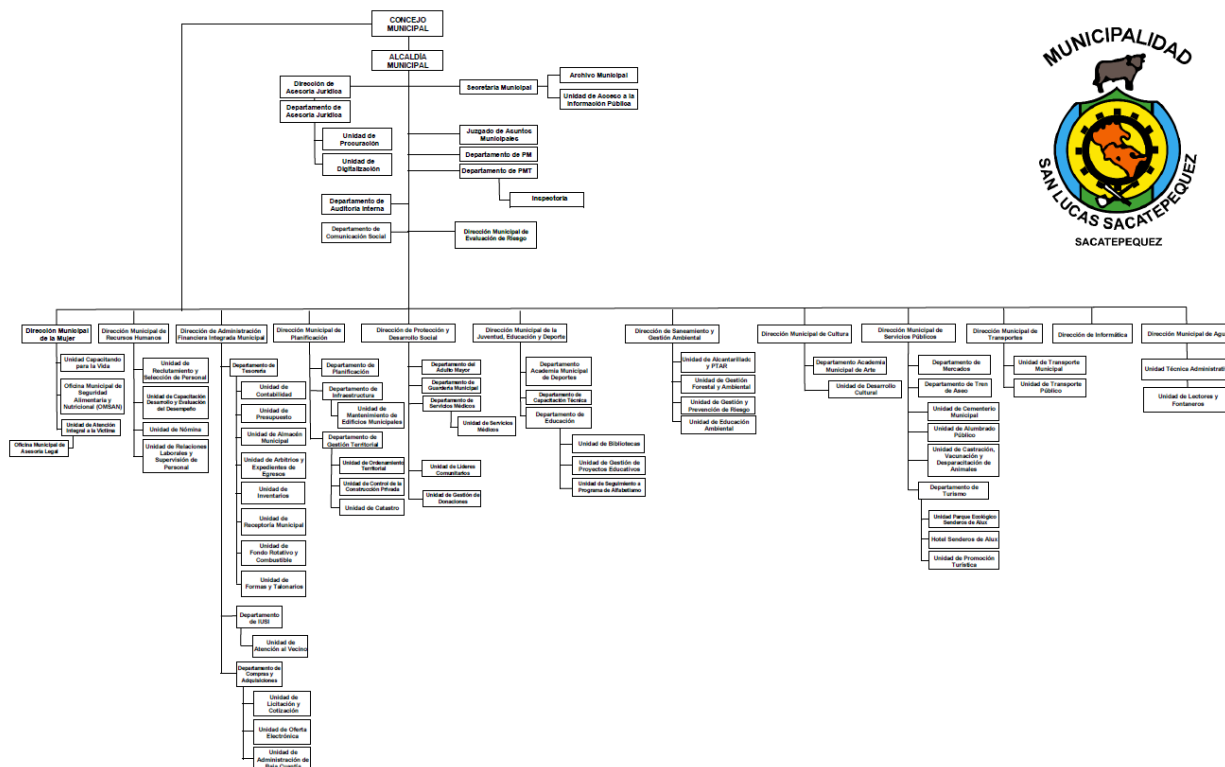 CONCEJO
MUNICIPAL
ALCALDÍA
MUNICIPAL
Dirección de
Asesoría Jurídica
Secretaría Municipal
Archivo Municipal
Unidad de Acceso a la
Información Pública
Departamento de
Asesoría Jurídica
Unidad de
Procuración
Unidad de
Digitalización
Juzgado de Asuntos
Municipales
Departamento de PM
Departamento de PMT
Inspectoría
Departamento de
Auditoría Interna
Departamento de
Comunicación Social
Dirección Municipal de
Evaluación de Riesgo
MUNICIPALIDAD
SAN LUCAS SACATEPEQUEZ
SACATEPEQUEZ
Dirección Municipal
de la Mujer
Unidad Capacitando
para la Vida
Oficina Municipal de
Seguridad
Alimentaria y
Nutricional (OMSAN)
Unidad de Atención
Integral a la Víctima
Oficina Municipal de
Asesoría Legal
Dirección Municipal de
Recursos Humanos
Unidad de
Reclutamiento y
Selección de Personal
Unidad de Capacitación
Desarrollo y Evaluación
del Desempeño
Unidad de Nómina
Unidad de Relaciones
Laborales y
Supervisión de
Personal
Dirección de Administración
Financiera Integrada Municipal
Departamento de
Tesorería
Unidad de
Contabilidad
Unidad de
Presupuesto
Unidad de Almacén
Municipal
Unidad de Arbitrios y
Expedientes de
Egresos
Unidad de
Inventarios
Unidad de
Receptoría Municipal
Unidad de
Fondo Rotativo y
Combustible
Unidad de
Formas y Talonarios
Departamento
de IUSI
Unidad de
Atención al Vecino
Departamento de
Compras y
Adquisiciones
Unidad de
Licitación y
Cotización
Unidad de Oferta
Electrónica
Unidad de
Administración de
Baja Cuantía
Dirección Municipal de
Planificación
Departamento de
Planificación
Departamento de
Infraestructura
Unidad de
Mantenimiento de
Edificios Municipales
Departamento de
Gestión Territorial
Unidad de Ordenamiento
Territorial
Unidad de Control de la
Construcción Privada
Unidad de Catastro
Dirección de Protección y
Desarrollo Social
Departamento del
Adulto Mayor
Departamento de
Guardería Municipal
Departamento de
Servicios Médicos
Unidad de Servicios
Médicos
Unidad de Líderes
Comunitarios
Unidad de Gestión de
Donaciones
Dirección Municipal de la
Juventud, Educación y Deporte
Departamento
Academia Municipal de
Deportes
Departamento de
Capacitación Técnica
Departamento de
Educación
Unidad de Bibliotecas
Unidad de Gestión de
Proyectos Educativos
Unidad de Seguimiento a
Programa de Alfabetismo
Dirección de Saneamiento y
Gestión Ambiental
Unidad de Alcantarillado
y PTAR
Unidad de Gestión
Forestal y Ambiental
Unidad de Gestión y
Prevención de Riesgo
Unidad de Educación
Ambiental
Dirección Municipal de Cultura
Departamento Academia
Municipal de Arte
Unidad de Desarrollo
Cultural
Dirección Municipal de
Servicios Públicos
Departamento de
Mercados
Departamento de Tren
de Aseo
Unidad de Cementerio
Municipal
Unidad de Alumbrado
Público
Unidad de Castración,
Vacunación y
Desparacitación de
Animales
Departamento de
Turismo
Unidad Parque Ecológico
Senderos de Alux
Hotel Senderos de Alux
Unidad de Promoción
Turística
Dirección Municipal de
Transportes
Unidad de Transporte
Municipal
Unidad de Transporte
Público
Dirección de Informática
Dirección Municipal de Agu
Unidad Técnica Administrativ
Unidad de Lectores y
Fontaneros